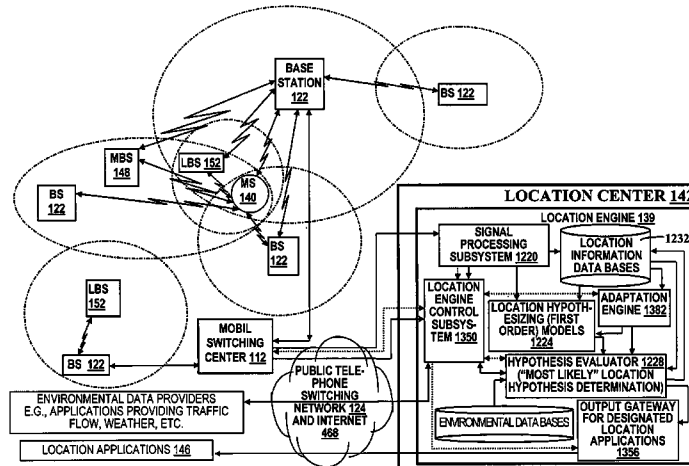 BASE
STATION
122
BS 122
MBS
148
LBS 152
MS
140
BS
122
BS
122
LBS
152
BS 122
MOBIL
SWITCHING
CENTER 112
PUBLIC TELE-
PHONE
SWITCHING
NETWORK 124
AND INTERNET
468
ENVIRONMENTAL DATA PROVIDERS
E.G., APPLICATIONS PROVIDING TRAFFIC
FLOW, WEATHER, ETC.
LOCATION APPLICATIONS 146
LOCATION CENTER 142
LOCATION ENGINE 139
1232
SIGNAL
PROCESSING
SUBSYSTEM 1220
LOCATION
INFORMATION
DATA BASES
LOCATION
ENGINE
CONTROL
SUBSYS-
TEM 1350
LOCATION HYPOTH-
ESIZING (FIRST
ORDER) MODELS
1224
ADAPTATION
ENGINE 1382
HYPOTHESIS EVALUATOR 1228
("MOST LIKELY" LOCATION
HYPOTHESIS DETERMINATION)
ENVIRONMENTAL DATA BASES
OUTPUT GATEWAY
FOR DESIGNATED
LOCATION
APPLICATIONS
1356